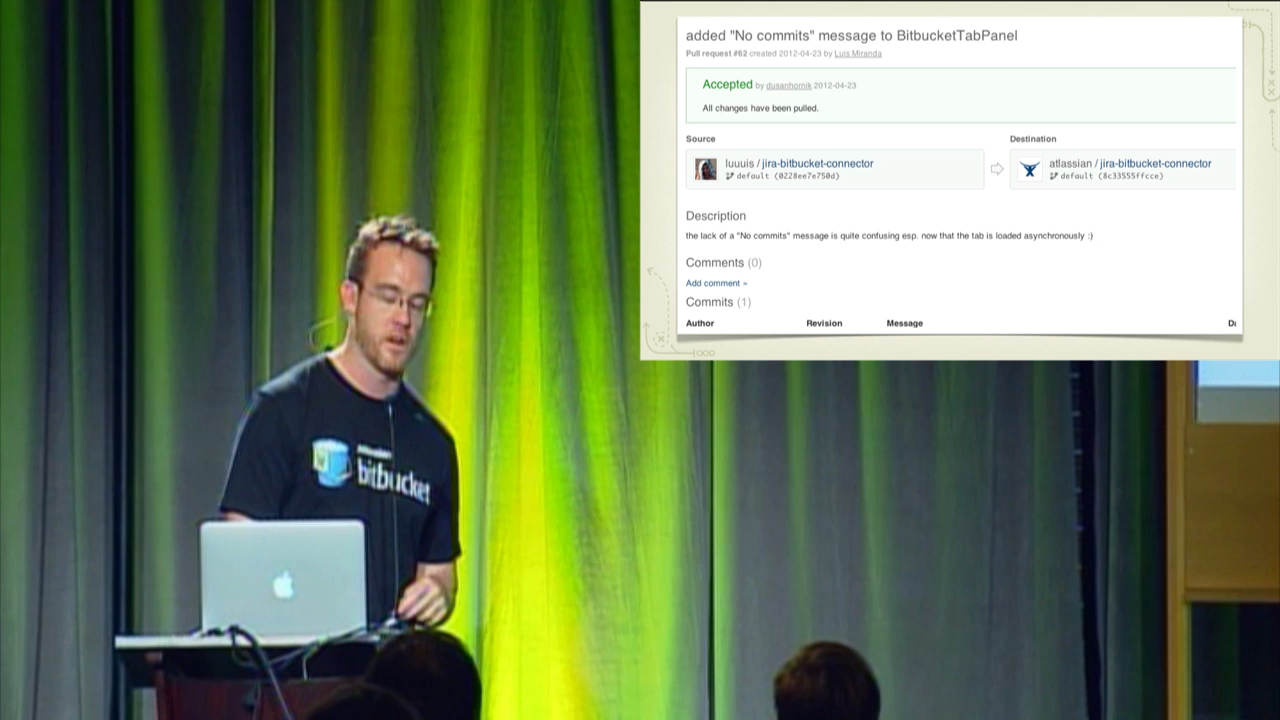 added "No commits" message to BitbucketTabPanel
Pull request #62 created 2012-04-23 by Luis Miranda
Accepted by dusanhornik 2012-04-23
All changes have been pulled.
Source
Destination
luuuis / jira-bitbucket-connector
default (0228ee7e750d)
atlassian / jira-bitbucket-connector
default (8c33555ffcce)
Description
the lack of a "No commits" message is quite confusing esp. now that the tab is loaded asynchronously :)
Comments (0)
Add comment »
Commits (1)
Author Revision Message
bitbucket